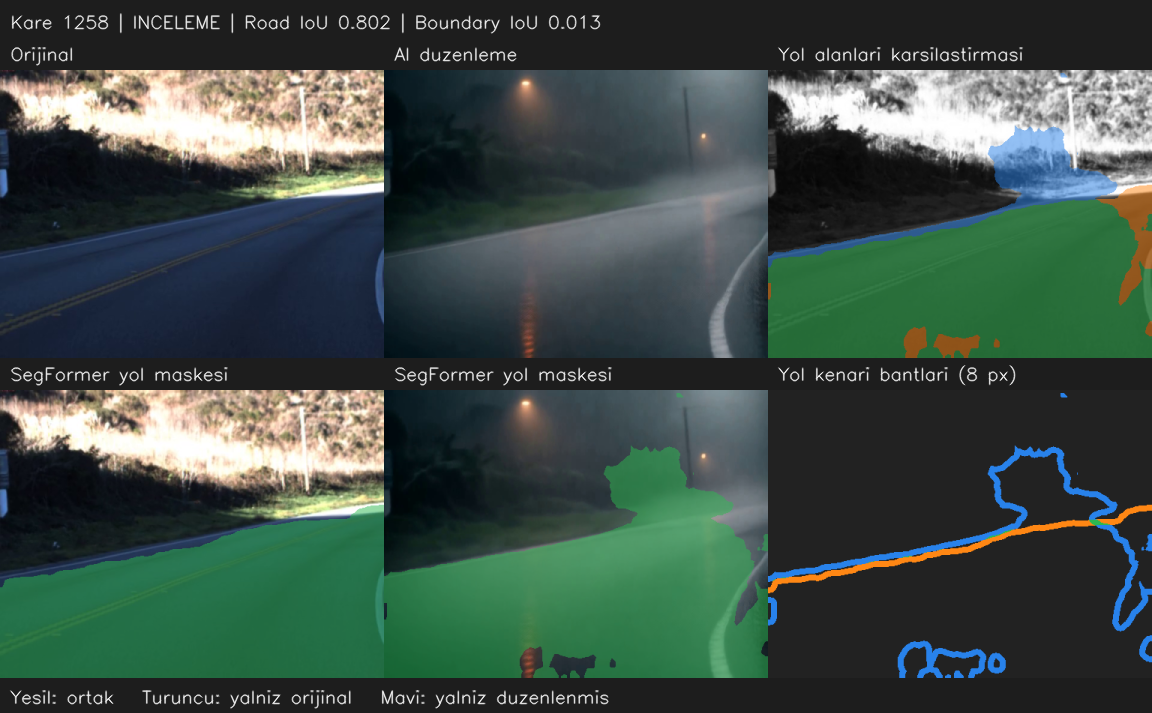 Kare 1258 | INCELEME | Road IoU 0.802 | Boundary IoU 0.013
Orijinal
AI duzenleme
Yol alanlari karsilastirmasi
SegFormer yol maskesi
SegFormer yol maskesi
Yol kenari bantlari (8 px)
Yesil: ortak Turuncu: yalniz orijinal Mavi: yalniz duzenlenmis